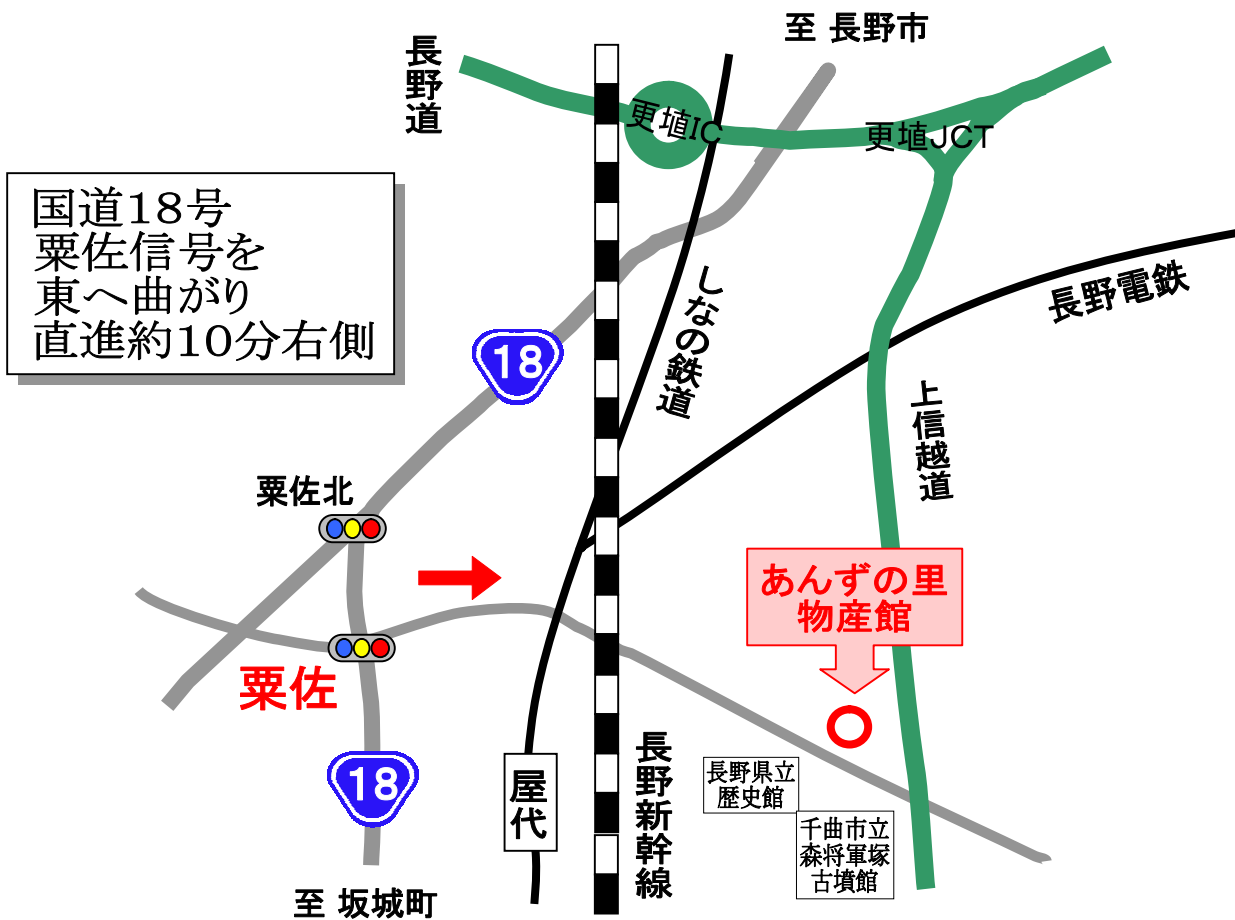 至 長野市
長野道
更埴IC
更埴JCT
国道18号
粟佐信号を
東へ曲がり
直進約10分右側
しなの鉄道
長野電鉄
18
上信越道
粟佐北
あんずの里
物産館
粟佐
18
屋代
長野新幹線
長野県立
歴史館
千曲市立
森将軍塚
古墳館
至 坂城町